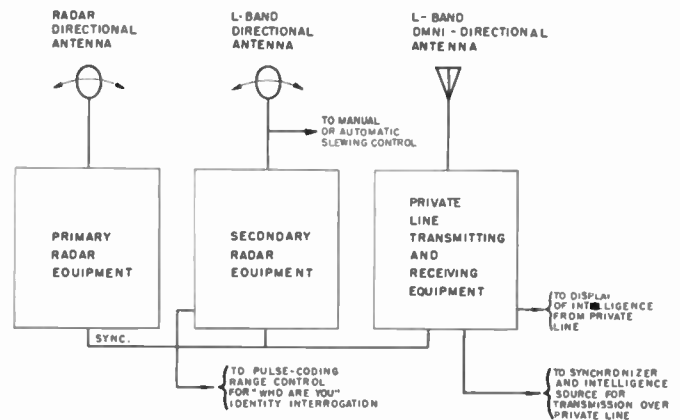 RADAR
DIRECTIONAL
ANTENNA
L-BAND
DIRECTIONAL
ANTENNA
L-BAND
OMNI-DIRECTIONAL
ANTENNA
TO MANUAL
OR AUTOMATIC
SLEWING CONTROL
PRIMARY
RADAR
EQUIPMENT
SECONDARY
RADAR
EQUIPMENT
PRIVATE
LINE
TRANSMITTING
AND
RECEIVING
EQUIPMENT
TO DISPLAY
OF INTELLIGENCE
FROM PRIVATE
LINE
SYNC.
TO PULSE-CODING
RANGE CONTROL
FOR "WHO ARE YOU"
IDENTITY INTERROGATION
TO SYNCHRONIZER
AND INTELLIGENCE
SOURCE FOR
TRANSMISSION OVER
PRIVATE LINE